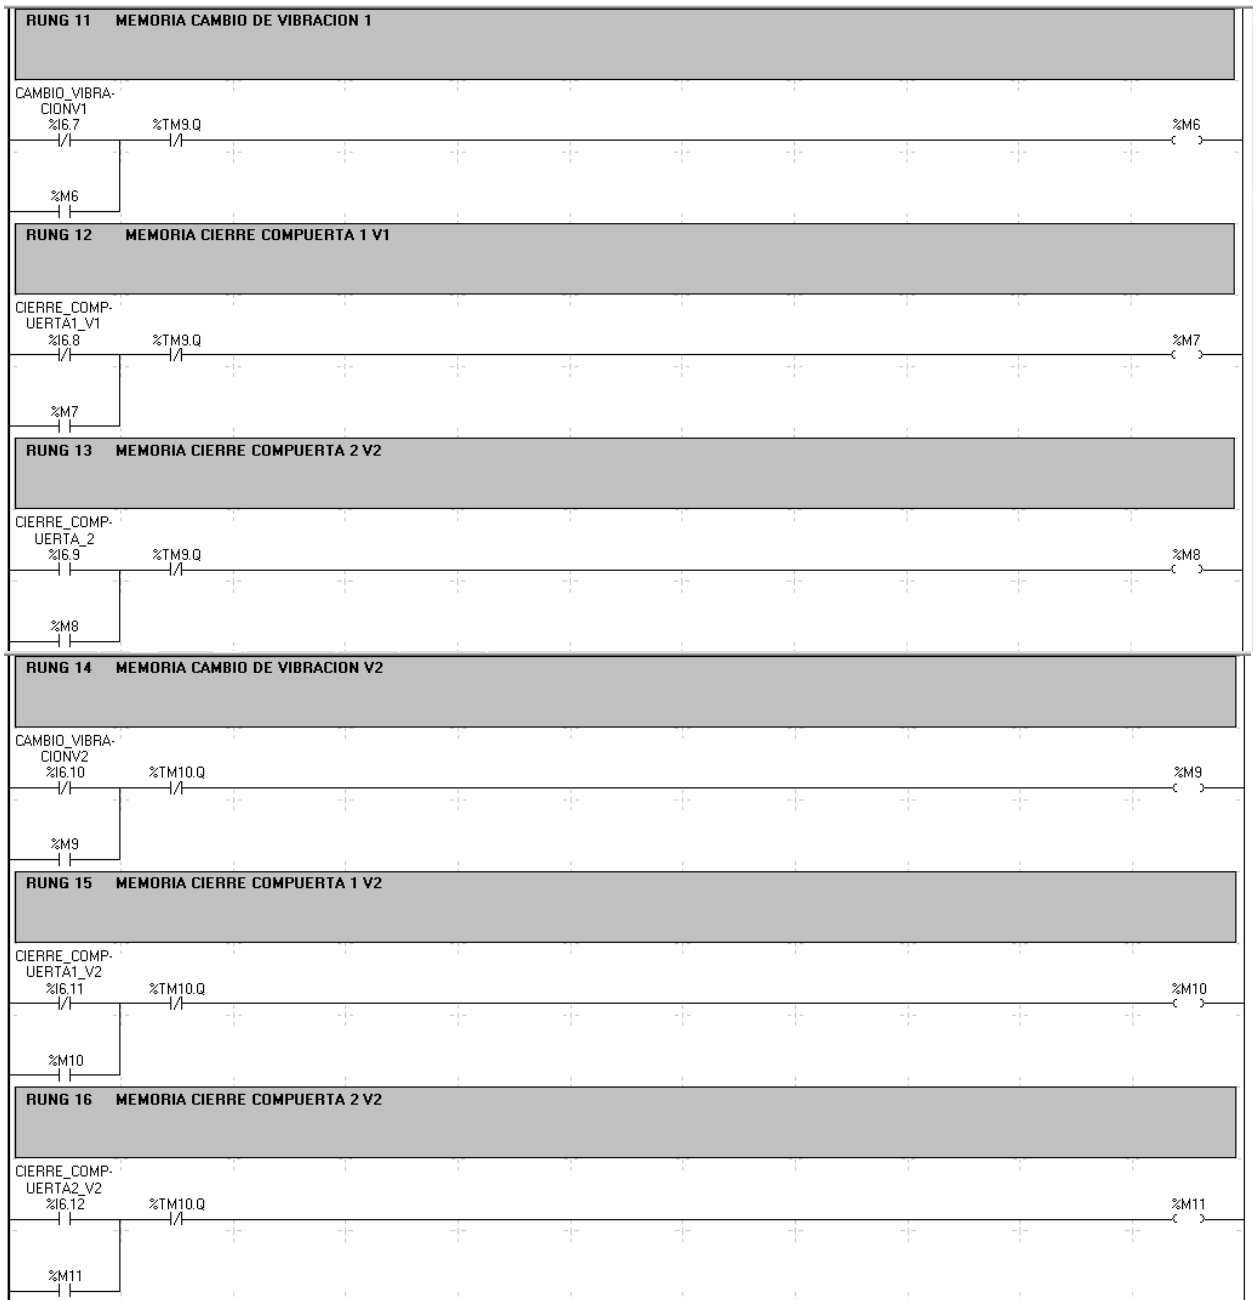 RUNG 11 MEMORIA CAMBIO DE VIBRACION 1
CAMBIO_VIBRA-
CIONV1
%I6.7 %TM9.Q %M6
%M6
RUNG 12 MEMORIA CIERRE COMPUERTA 1 V1
CIERRE_COMP-
UERTA1_V1
%I6.8 %TM9.Q %M7
%M7
RUNG 13 MEMORIA CIERRE COMPUERTA 2 V2
CIERRE_COMP-
UERTA_2
%I6.9 %TM9.Q %M8
%M8
RUNG 14 MEMORIA CAMBIO DE VIBRACION V2
CAMBIO_VIBRA-
CIONV2
%I6.10 %TM10.Q %M9
%M9
RUNG 15 MEMORIA CIERRE COMPUERTA 1 V2
CIERRE_COMP-
UERTA1_V2
%I6.11 %TM10.Q %M10
%M10
RUNG 16 MEMORIA CIERRE COMPUERTA 2 V2
CIERRE_COMP-
UERTA2_V2
%I6.12 %TM10.Q %M11
%M11